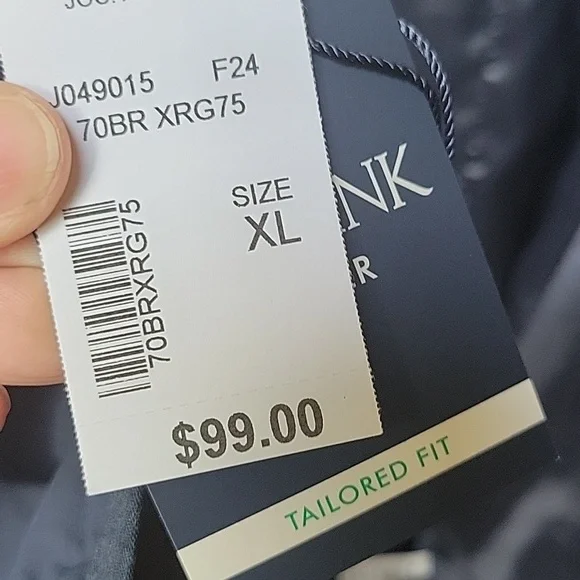 J049015 F24
70BR XRG75
SIZE
XL
70BRXRG75
$99.00
NK
R
TAILORED FIT